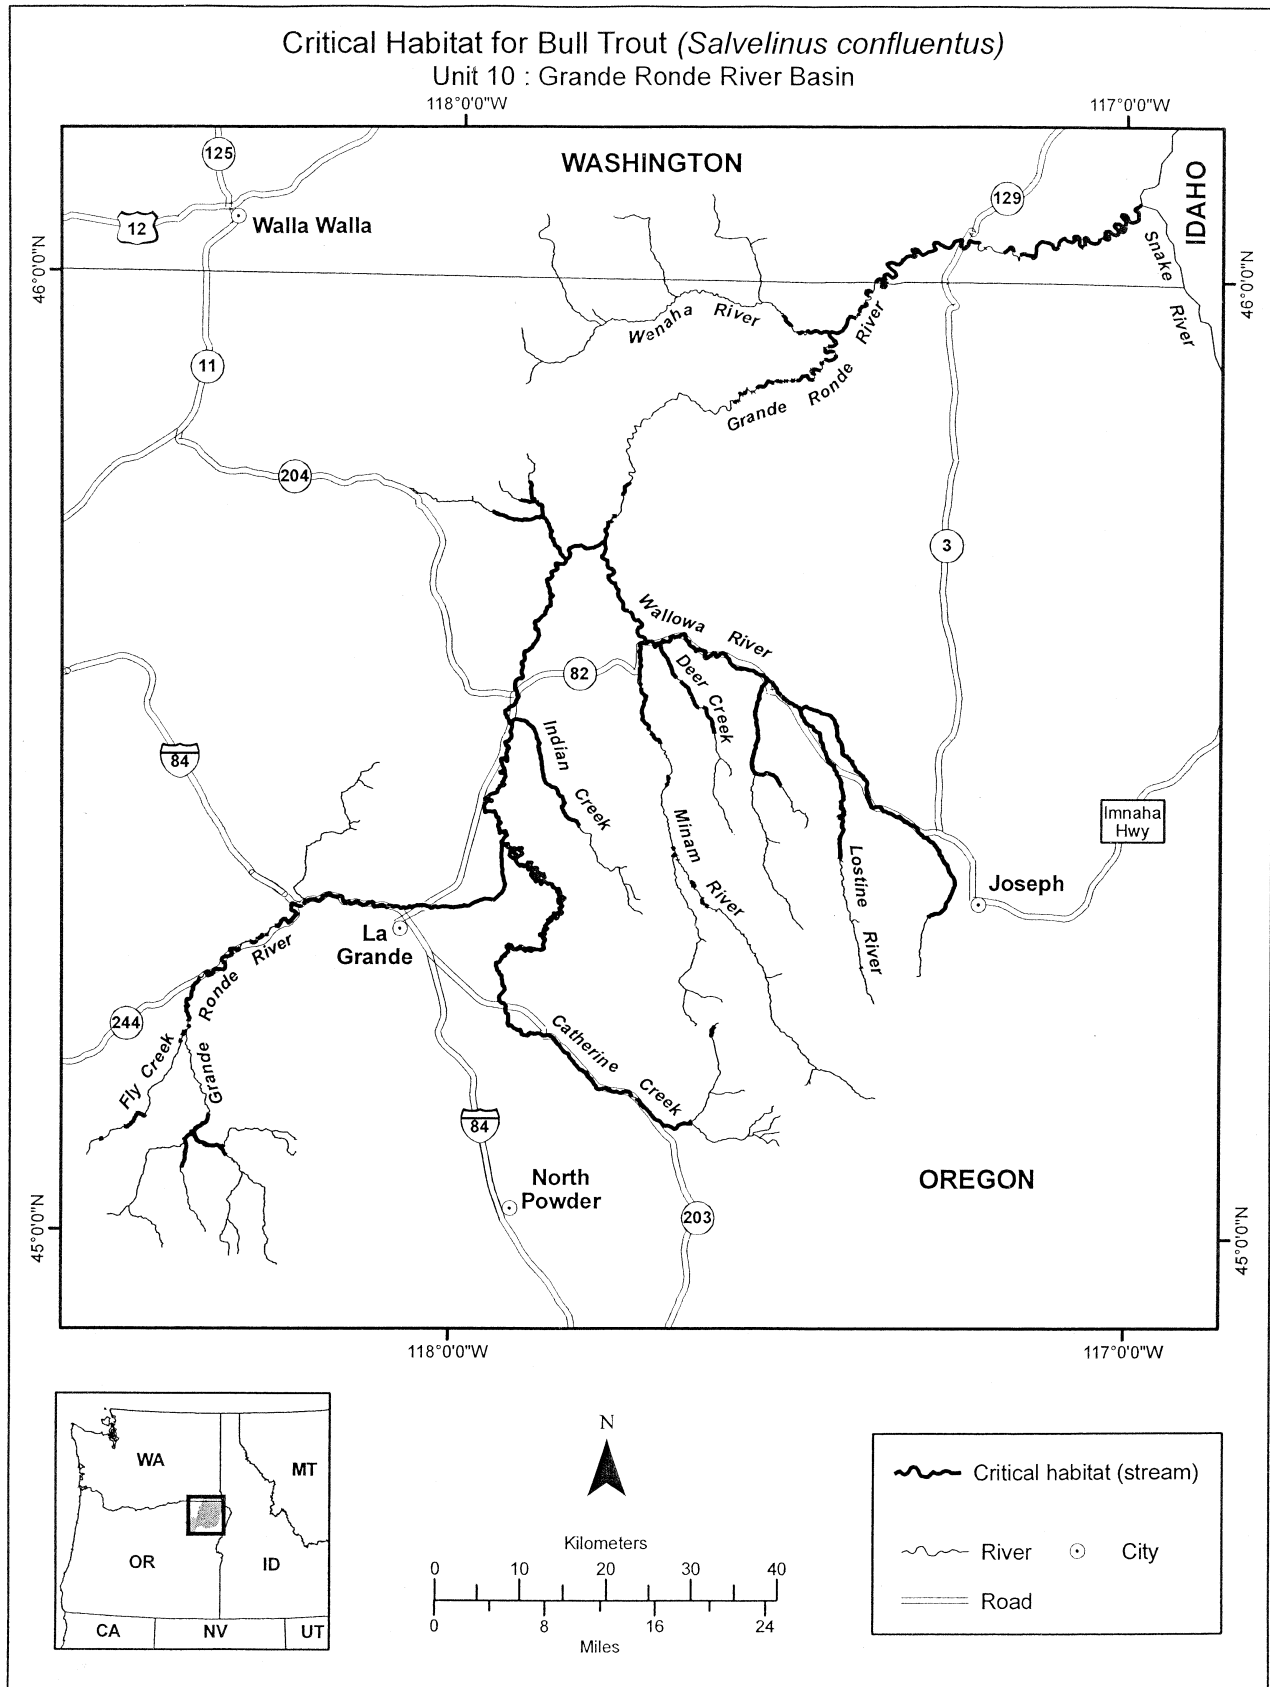 Critical Habitat for Bull Trout (Salvelinus confluentus)
Unit 10 : Grande Ronde River Basin
118°0'0"W
117°0'0"W
WASHINGTON
IDAHO
125
12
Walla Walla
129
46°0'0"N
46°0'0"N
Snake
River
Wenaha River
11
Grande Ronde River
204
3
Wallowa River
82
Deer Creek
Indian Creek
84
Minam River
Imnaha
Hwy
Lostine River
Joseph
La
Grande
Grande Ronde River
244
Fly Creek
Catherine Creek
84
North
Powder
OREGON
203
45°0'0"N
45°0'0"N
118°0'0"W
117°0'0"W
WA
MT
OR
ID
CA
NV
UT
N
Kilometers
0 10 20 30 40
0 8 16 24
Miles
Critical habitat (stream)
River
City
Road